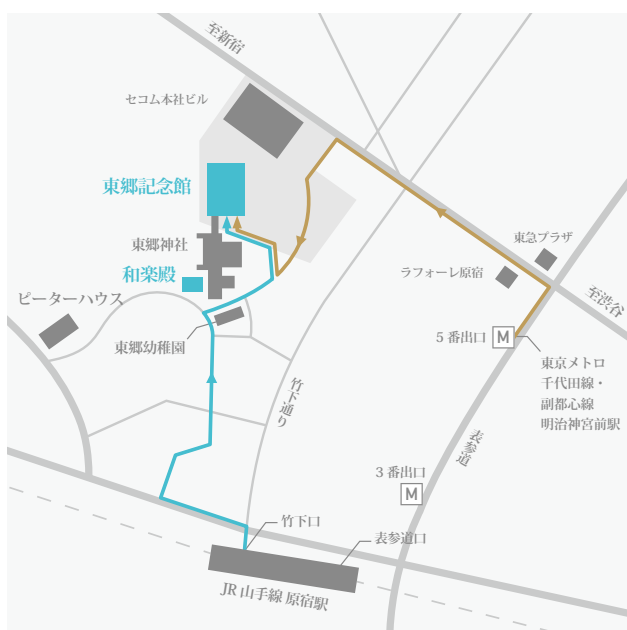 至新宿
セコム本社ビル
東郷記念館
東郷神社
和楽殿
ピーターハウス
東郷幼稚園
竹下通り
東急プラザ
ラフォーレ原宿
至渋谷
5 番出口
M
東京メトロ
千代田線・
副都心線
明治神宮前駅
表参道
3 番出口
M
竹下口
表参道口
JR 山手線 原宿駅